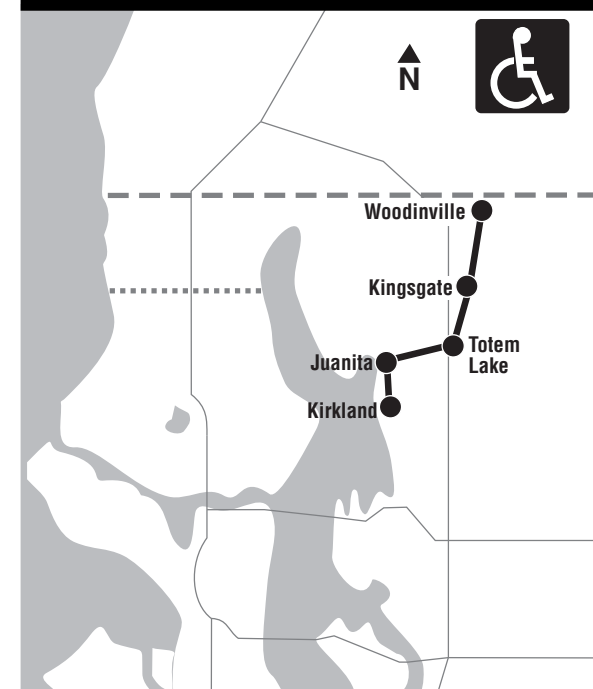 N
Woodinville
Kingsgate
Totem
Lake
Juanita
Kirkland